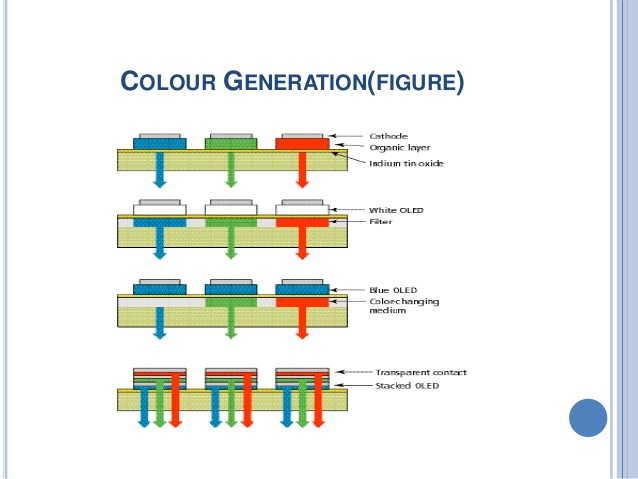 COLOUR GENERATION(FIGURE)
Cathode
Organic layer
Indium tin oxide
White OLED
Filter
Blue OLED
Color-changing
medium
Transparent contact
Stacked OLED